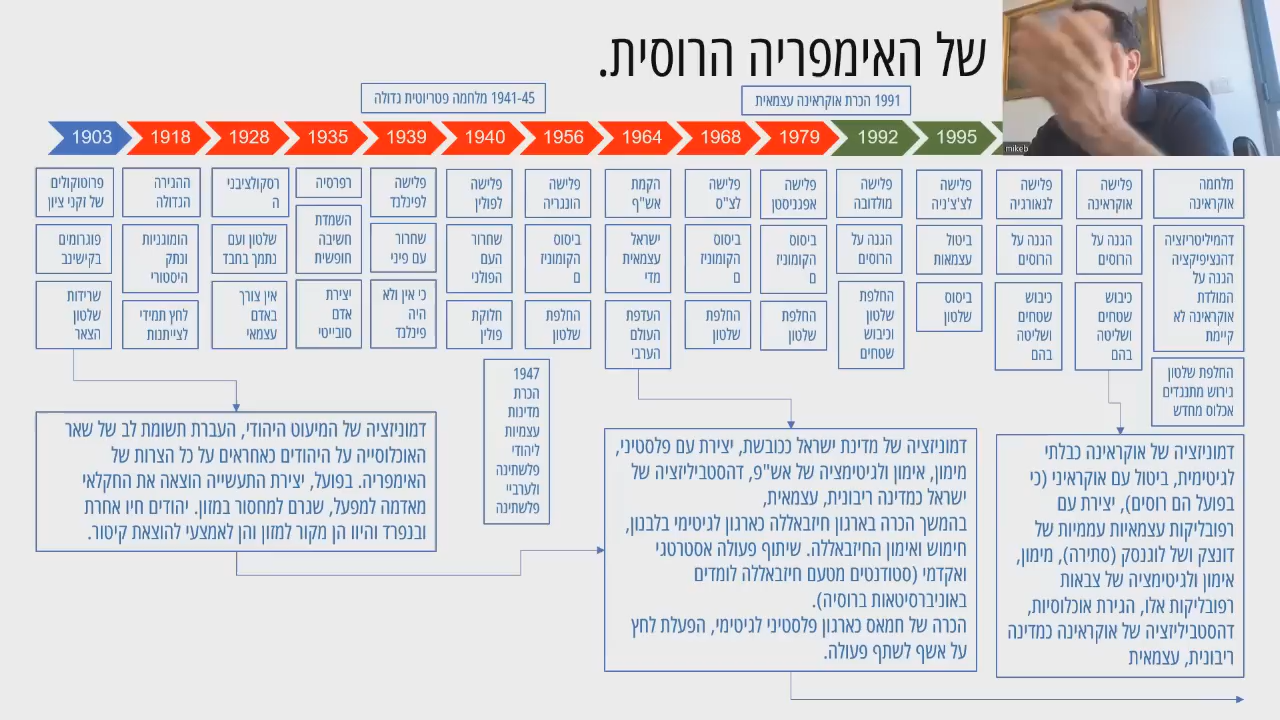 של האימפריה הרוסית.
1941-45 מלחמה פטריוטית גדולה
1991 הכרת אוקראינה עצמאית
mikeb
1903
1918
1928
1935
1939
1940
1956
1964
1968
1979
1992
1995
פרוטוקולים
של זקני ציון
פוגרומים
בקישינב
שרידות
שלטון
הצאר
ההגירה
הגדולה
הומוגניות
ונתק
היסטורי
לחץ תמידי
לצייתנות
רסקולציבני
ה
שלטון ועם
נתמך בחבד
אין צורך
באדם
עצמאי
רפרסיה
השמדת
חשיבה
חופשית
יצירת
אדם
סובייטי
פלישה
לפינלנד
שחרור
עם פיני
כי אין ולא
היה
פינלנד
פלישה
לפולין
שחרור
העם
הפולני
חלוקת
פולין
פלישה
הונגריה
ביסוס
הקומוניז
ם
החלפת
שלטון
הקמת
אש"ף
ישראל
עצמאית
מדי
העדפת
העולם
הערבי
פלישה
לצ'ס
ביסוס
הקומוניז
ם
החלפת
שלטון
פלישה
אפגניסטן
ביסוס
הקומוניז
ם
החלפת
שלטון
פלישה
מולדובה
הגנה על
הרוסים
החלפת
שלטון
וכיבוש
שטחים
פלישה
לצ'צ'ניה
ביטול
עצמאות
ביסוס
שלטון
פלישה
לגאורגיה
הגנה על
הרוסים
כיבוש
שטחים
ושליטה
בהם
פלישה
אוקראינה
הגנה על
הרוסים
כיבוש
שטחים
ושליטה
בהם
מלחמה
אוקראינה
דהמיליטריזציה
דהנציפיקציה
הגנה על
המולדת
אוקראינה לא
קיימת
החלפת שלטון
גירוש מתנגדים
אכלוס מחדש
1947
הכרת
מדינות
עצמיות
ליהודי
פלשתינה
ולערביי
פלשתינה
דמוניזציה של המיעוט היהודי, העברת תשומת לב של שאר
האוכלוסייה על היהודים כאחראים על כל הצרות של
האימפריה. בפועל, יצירת התעשייה הוצאה את החקלאי
מאדמה למפעל, שגרם למחסור במזון. יהודים חיו אחרת
ובנפרד והיוו הן מקור למזון והן לאמצעי להוצאת קיטור.
דמוניזציה של מדינת ישראל ככובשת, יצירת עם פלסטיני,
מימון, אימון ולגיטימציה של אש"פ, דהסטביליזציה של
ישראל כמדינה ריבונית, עצמאית,
בהמשך הכרה בארגון חיזבאללה כארגון לגיטימי בלבנון,
חימוש ואימון החיזבאללה. שיתוף פעולה אסטרטגי
ואקדמי (סטודנטים מטעם חיזבאללה לומדים
באוניברסיטאות ברוסיה).
הכרה של חמאס כארגון פלסטיני לגיטימי, הפעלת לחץ
על אשף לשתף פעולה.
דמוניזציה של אוקראינה כבלתי
לגיטימית, ביטול עם אוקראיני (כי
בפועל הם רוסים), יצירת עם
רפובליקות עצמאיות עממיות של
דונצק ושל לוגנסק (סתירה), מימון,
אימון ולגיטימציה של צבאות
רפובליקות אלו, הגירת אוכלוסיות,
דהסטביליזציה של אוקראינה כמדינה
ריבונית, עצמאית